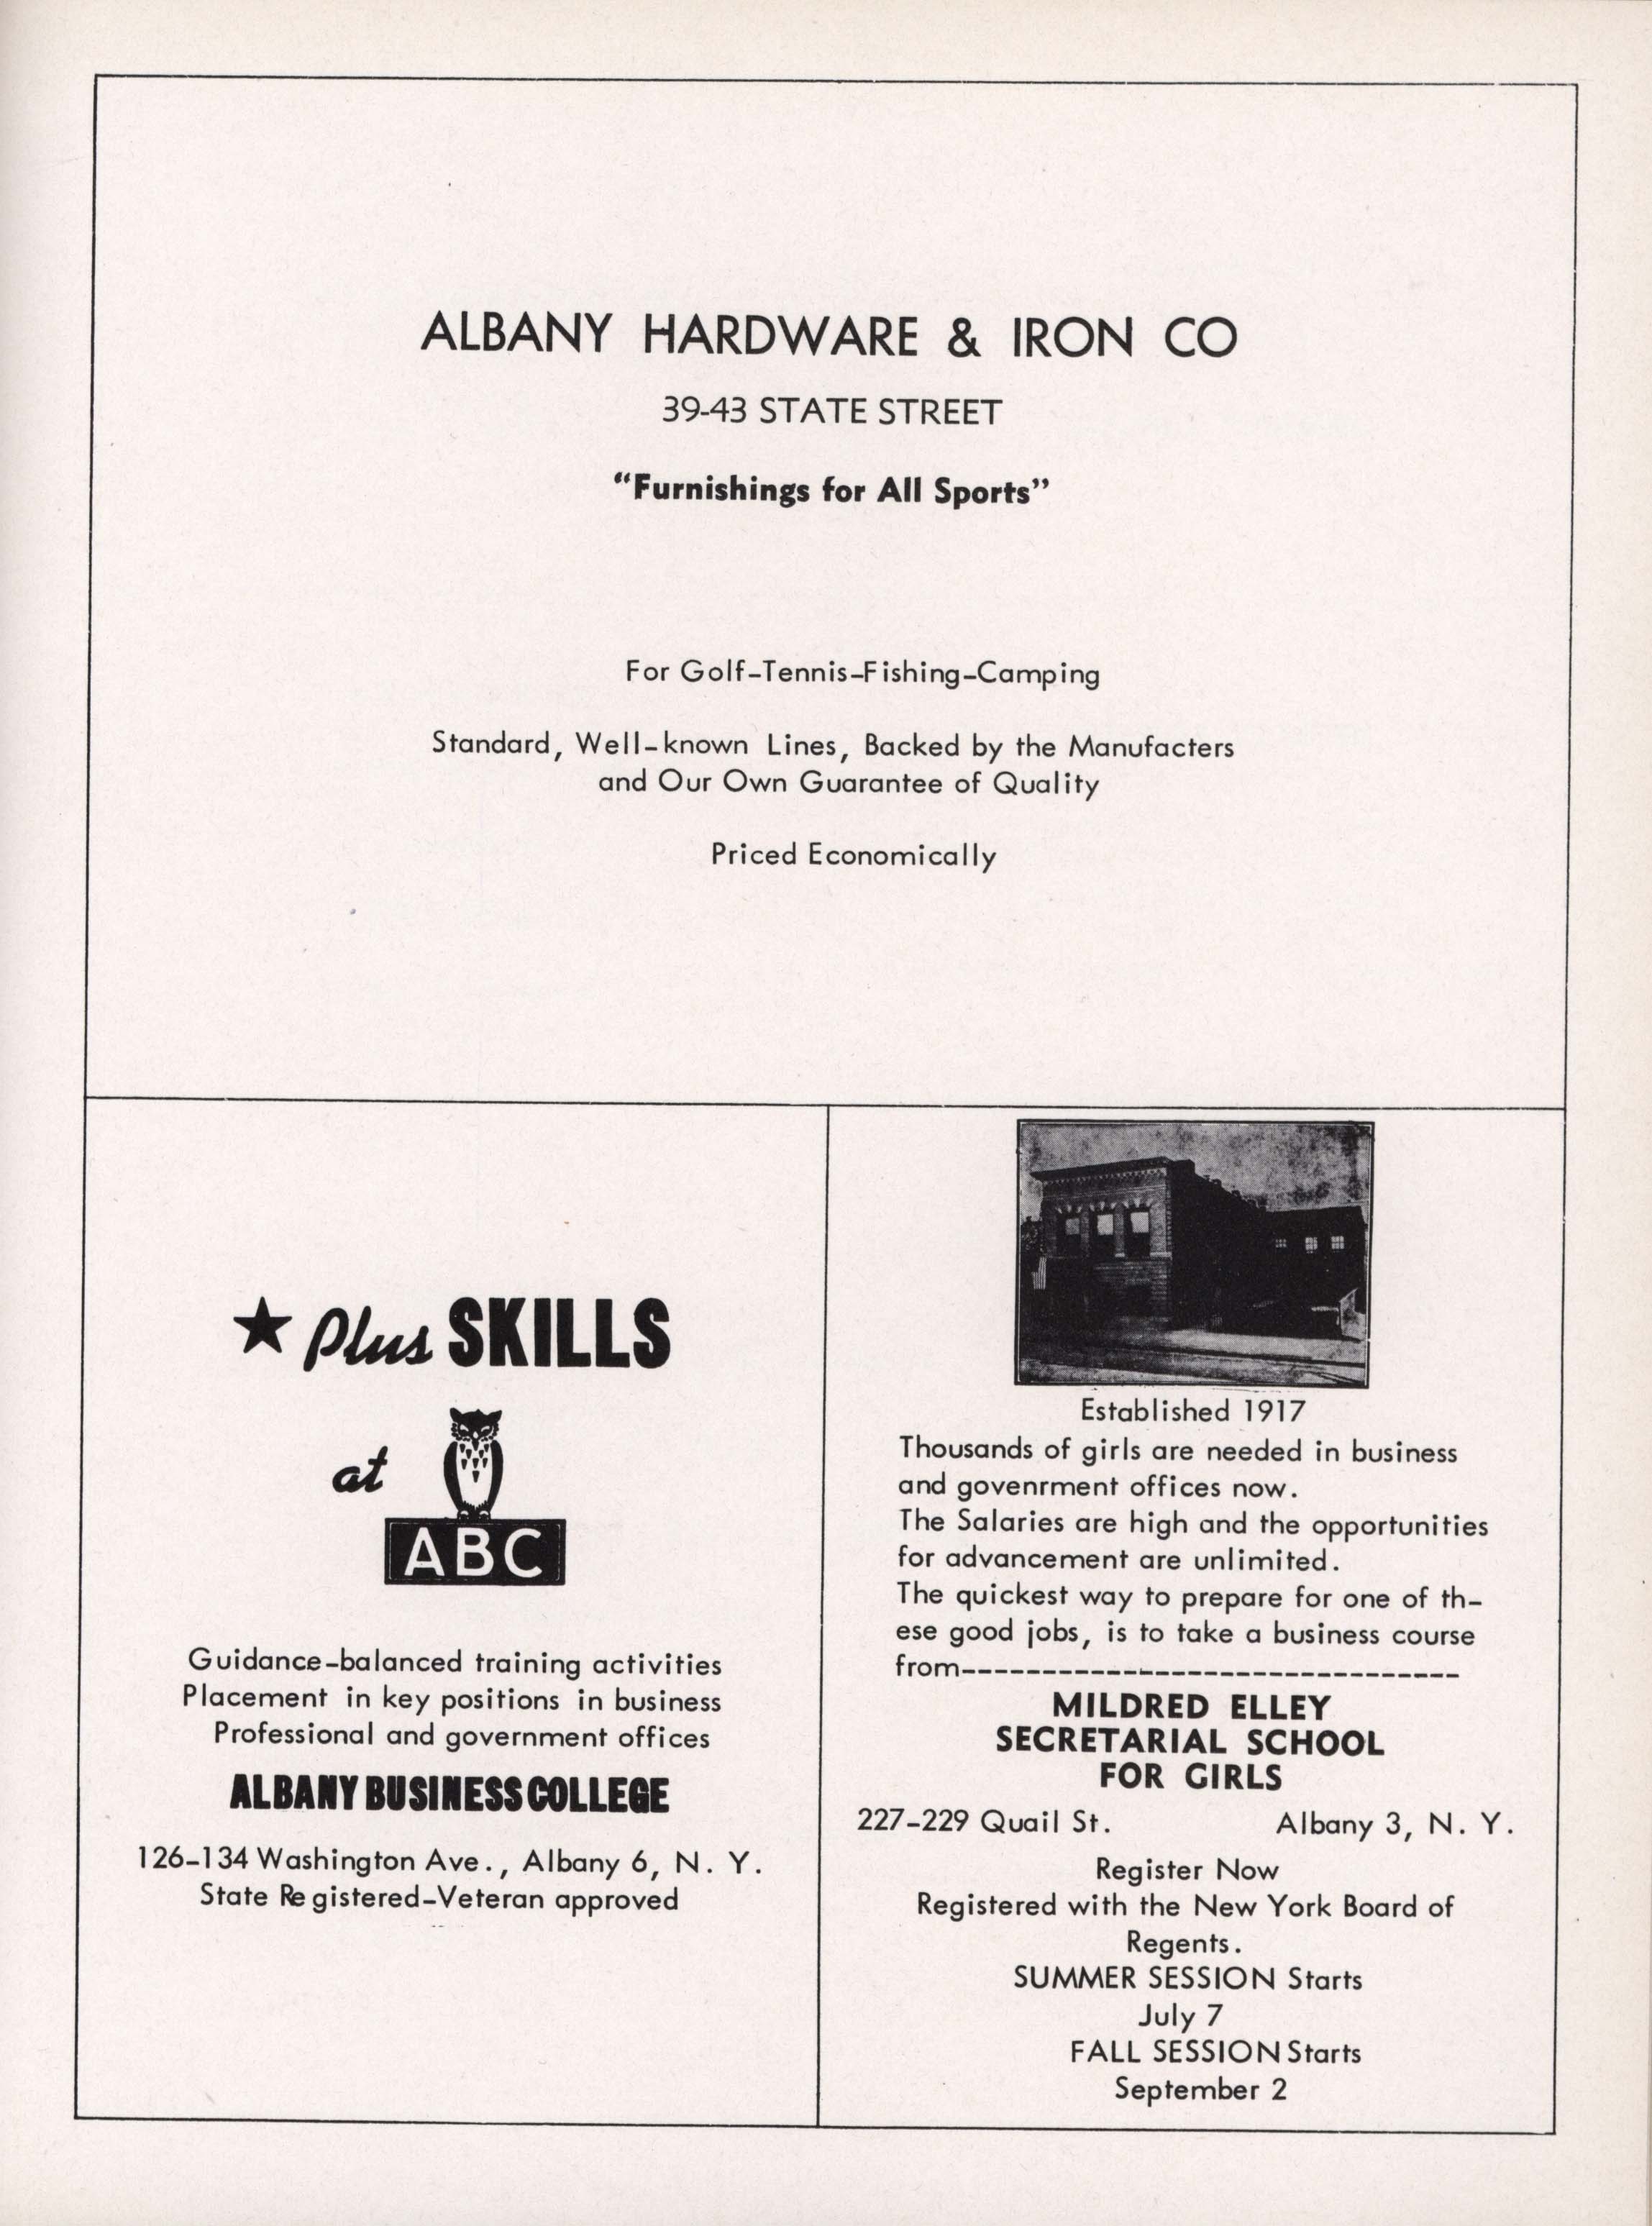 ALBANY HARDWARE & IRON CO
39-43 STATE STREET
“Furnishings for All Sports”
For Golf-Tennis-Fishing-Camping
Standard, Well-known Lines, Backed by the Manufacters
and Our Own Guarantee of Quality
Priced Economically
★ Plus SKILLS
at
ABC
Guidance-balanced training activities
Placement in key positions in business
Professional and government offices
ALBANY BUSINESS COLLEGE
126-134 Washington Ave., Albany 6, N. Y.
State Registered-Veteran approved
Established 1917
Thousands of girls are needed in business
and govenrment offices now.
The Salaries are high and the opportunities
for advancement are unlimited.
The quickest way to prepare for one of th-
ese good jobs, is to take a business course
from-------------------------------
MILDRED ELLEY
SECRETARIAL SCHOOL
FOR GIRLS
227-229 Quail St. Albany 3, N. Y.
Register Now
Registered with the New York Board of
Regents.
SUMMER SESSION Starts
July 7
FALL SESSION Starts
September 2